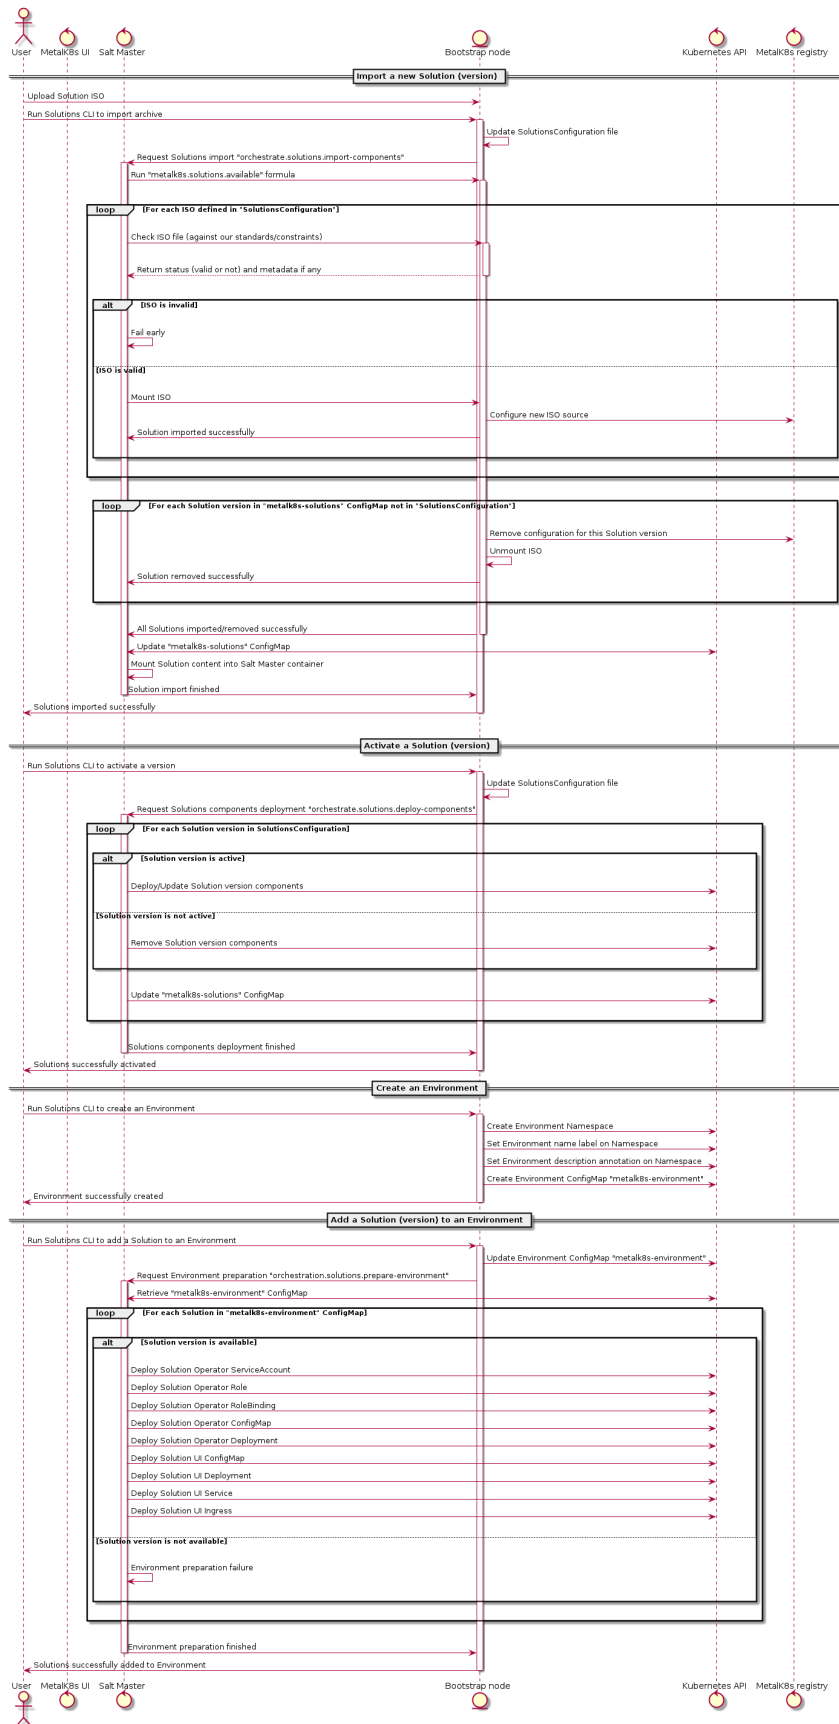 User MetalK8s UI Salt Master Bootstrap node Kubernetes API MetalK8s registry
Import a new Solution (version)
Upload Solution ISO
Run Solutions CLI to import archive
Update SolutionsConfiguration file
Request Solutions import "orchestrate.solutions.import-components"
Run "metalk8s.solutions.available" formula
loop [For each ISO defined in "SolutionsConfiguration"]
Check ISO file (against our standards/constraints)
Return status (valid or not) and metadata if any
alt [ISO is invalid]
Fail early
[ISO is valid]
Mount ISO
Configure new ISO source
Solution imported successfully
loop [For each Solution version in "metalk8s-solutions" ConfigMap not in "SolutionsConfiguration"]
Remove configuration for this Solution version
Unmount ISO
Solution removed successfully
All Solutions imported/removed successfully
Update "metalk8s-solutions" ConfigMap
Mount Solution content into Salt Master container
Solution import finished
Solutions imported successfully
Activate a Solution (version)
Run Solutions CLI to activate a version
Update SolutionsConfiguration file
Request Solutions components deployment "orchestrate.solutions.deploy-components"
loop [For each Solution version in SolutionsConfiguration]
alt [Solution version is active]
Deploy/Update Solution version components
[Solution version is not active]
Remove Solution version components
Update "metalk8s-solutions" ConfigMap
Solutions components deployment finished
Solutions successfully activated
Create an Environment
Run Solutions CLI to create an Environment
Create Environment Namespace
Set Environment name label on Namespace
Set Environment description annotation on Namespace
Create Environment ConfigMap "metalk8s-environment"
Environment successfully created
Add a Solution (version) to an Environment
Run Solutions CLI to add a Solution to an Environment
Update Environment ConfigMap "metalk8s-environment"
Request Environment preparation "orchestration.solutions.prepare-environment"
Retrieve "metalk8s-environment" ConfigMap
loop [For each Solution in "metalk8s-environment" ConfigMap]
alt [Solution version is available]
Deploy Solution Operator ServiceAccount
Deploy Solution Operator Role
Deploy Solution Operator RoleBinding
Deploy Solution Operator ConfigMap
Deploy Solution Operator Deployment
Deploy Solution UI ConfigMap
Deploy Solution UI Deployment
Deploy Solution UI Service
Deploy Solution UI Ingress
[Solution version is not available]
Environment preparation failure
Environment preparation finished
Solutions successfully added to Environment
User MetalK8s UI Salt Master Bootstrap node Kubernetes API MetalK8s registry